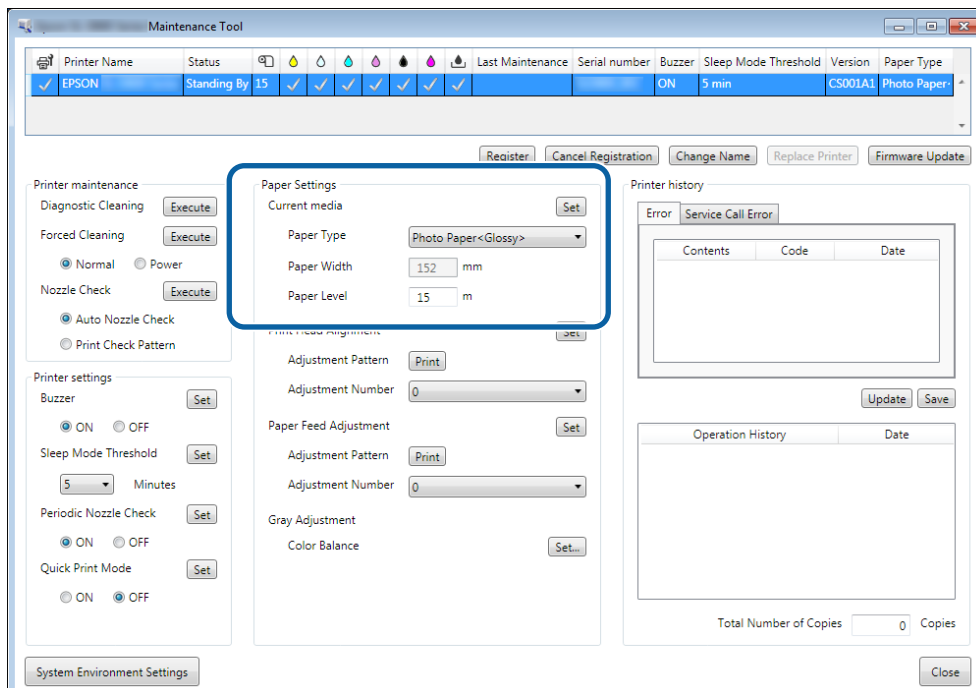 Maintenance Tool
Printer Name Status Last Maintenance Serial number Buzzer Sleep Mode Threshold Version Paper Type
EPSON Standing By 15 ON 5 min CS001A1 Photo Paper
Register Cancel Registration Change Name Replace Printer Firmware Update
Printer maintenance
Diagnostic Cleaning Execute
Forced Cleaning Execute
Normal Power
Nozzle Check Execute
Auto Nozzle Check
Print Check Pattern
Printer settings
Buzzer Set
ON OFF
Sleep Mode Threshold Set
5 Minutes
Periodic Nozzle Check Set
ON OFF
Quick Print Mode Set
ON OFF
Paper Settings
Current media Set
Paper Type Photo Paper<Glossy>
Paper Width 152 mm
Paper Level 15 m
Print Head Alignment Set
Adjustment Pattern Print
Adjustment Number 0
Paper Feed Adjustment Set
Adjustment Pattern Print
Adjustment Number 0
Gray Adjustment
Color Balance Set...
Printer history
Error Service Call Error
Contents Code Date
Update Save
Operation History Date
Total Number of Copies 0 Copies
System Environment Settings Close